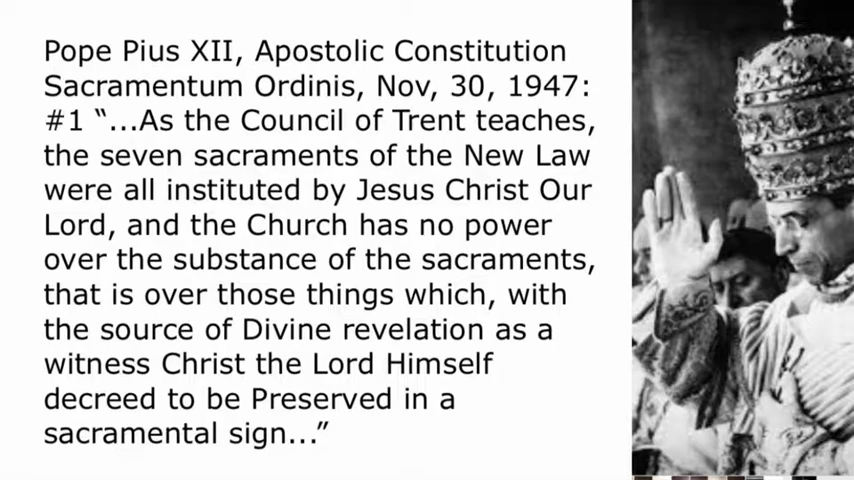 Pope Pius XII, Apostolic Constitution
Sacramentum Ordinis, Nov, 30, 1947:
#1 “...As the Council of Trent teaches,
the seven sacraments of the New Law
were all instituted by Jesus Christ Our
Lord, and the Church has no power
over the substance of the sacraments,
that is over those things which, with
the source of Divine revelation as a
witness Christ the Lord Himself
decreed to be Preserved in a
sacramental sign...”